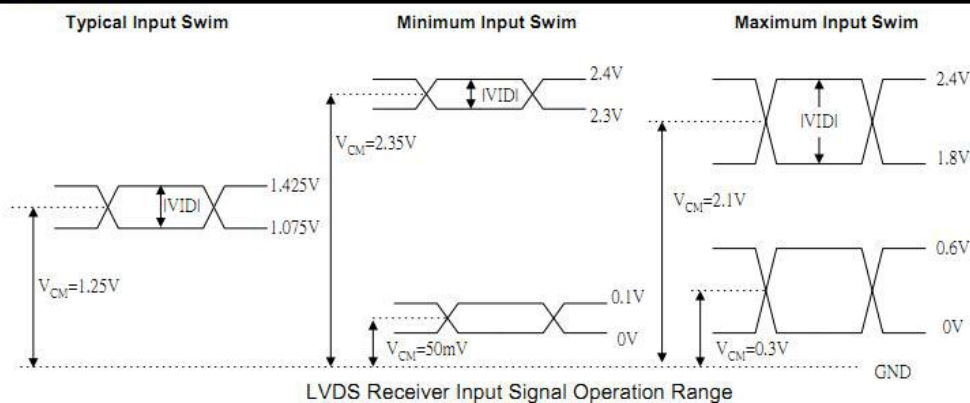 Typical Input Swim
Minimum Input Swim
Maximum Input Swim
1.425V
|VID|
1.075V
V_CM=1.25V
2.4V
|VID|
2.3V
V_CM=2.35V
0.1V
0V
V_CM=50mV
2.4V
|VID|
1.8V
V_CM=2.1V
0.6V
0V
V_CM=0.3V
GND
LVDS Receiver Input Signal Operation Range